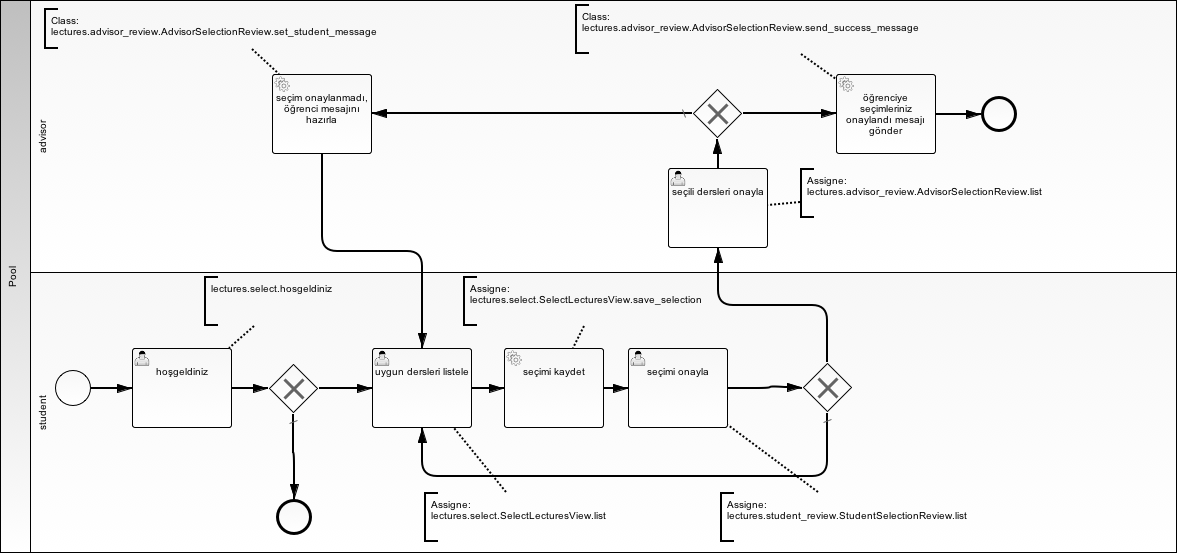 Pool
advisor
Class:
lectures.advisor_review.AdvisorSelectionReview.set_student_message
Class:
lectures.advisor_review.AdvisorSelectionReview.send_success_message
seçim onaylanmadı,
öğrenci mesajını
hazırla
öğrenciye
seçimleriniz
onaylandı mesajı
gönder
seçili dersleri onayla
Assigne:
lectures.advisor_review.AdvisorSelectionReview.list
student
lectures.select.hosgeldiniz
Assigne:
lectures.select.SelectLecturesView.save_selection
hoşgeldiniz
uygun dersleri listele
seçimi kaydet
seçimi onayla
Assigne:
lectures.select.SelectLecturesView.list
Assigne:
lectures.student_review.StudentSelectionReview.list